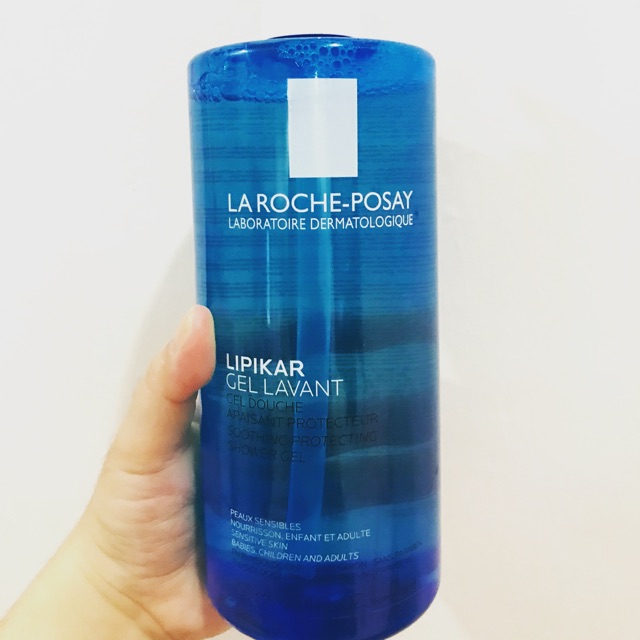 LA ROCHE-POSAY
LABORATOIRE DERMATOLOGIQUE
LIPIKAR
GEL LAVANT
GEL DOUCHE
APAISANT PROTECTEUR
SOOTHING PROTECTING
SHOWER GEL
PEAUX SENSIBLES
NOURRISSON, ENFANT ET ADULTE
SENSITIVE SKIN
BABIES, CHILDREN AND ADULTS